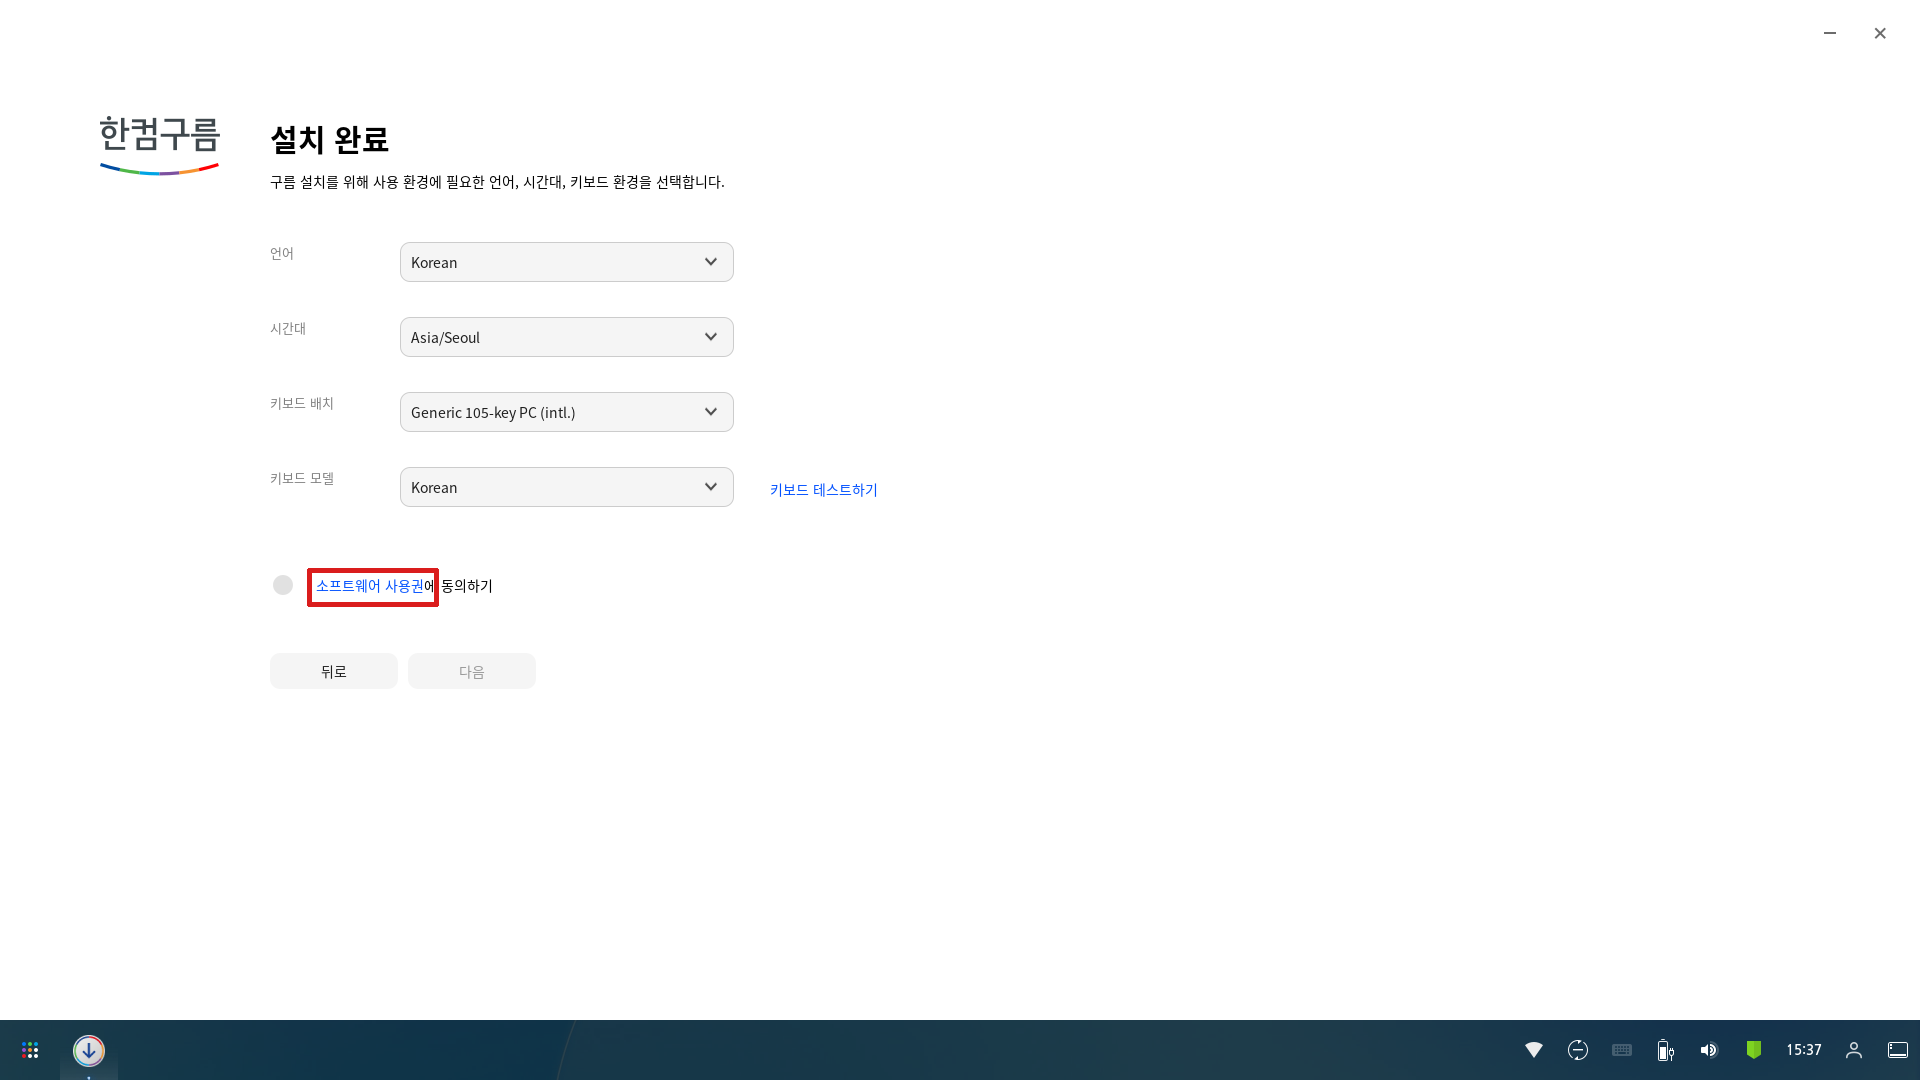 한컴구름
설치 완료
구름 설치를 위해 사용 환경에 필요한 언어, 시간대, 키보드 환경을 선택합니다.
언어
Korean
시간대
Asia/Seoul
키보드 배치
Generic 105-key PC (intl.)
키보드 모델
Korean
키보드 테스트하기
소프트웨어 사용권에 동의하기
뒤로
다음
15:37